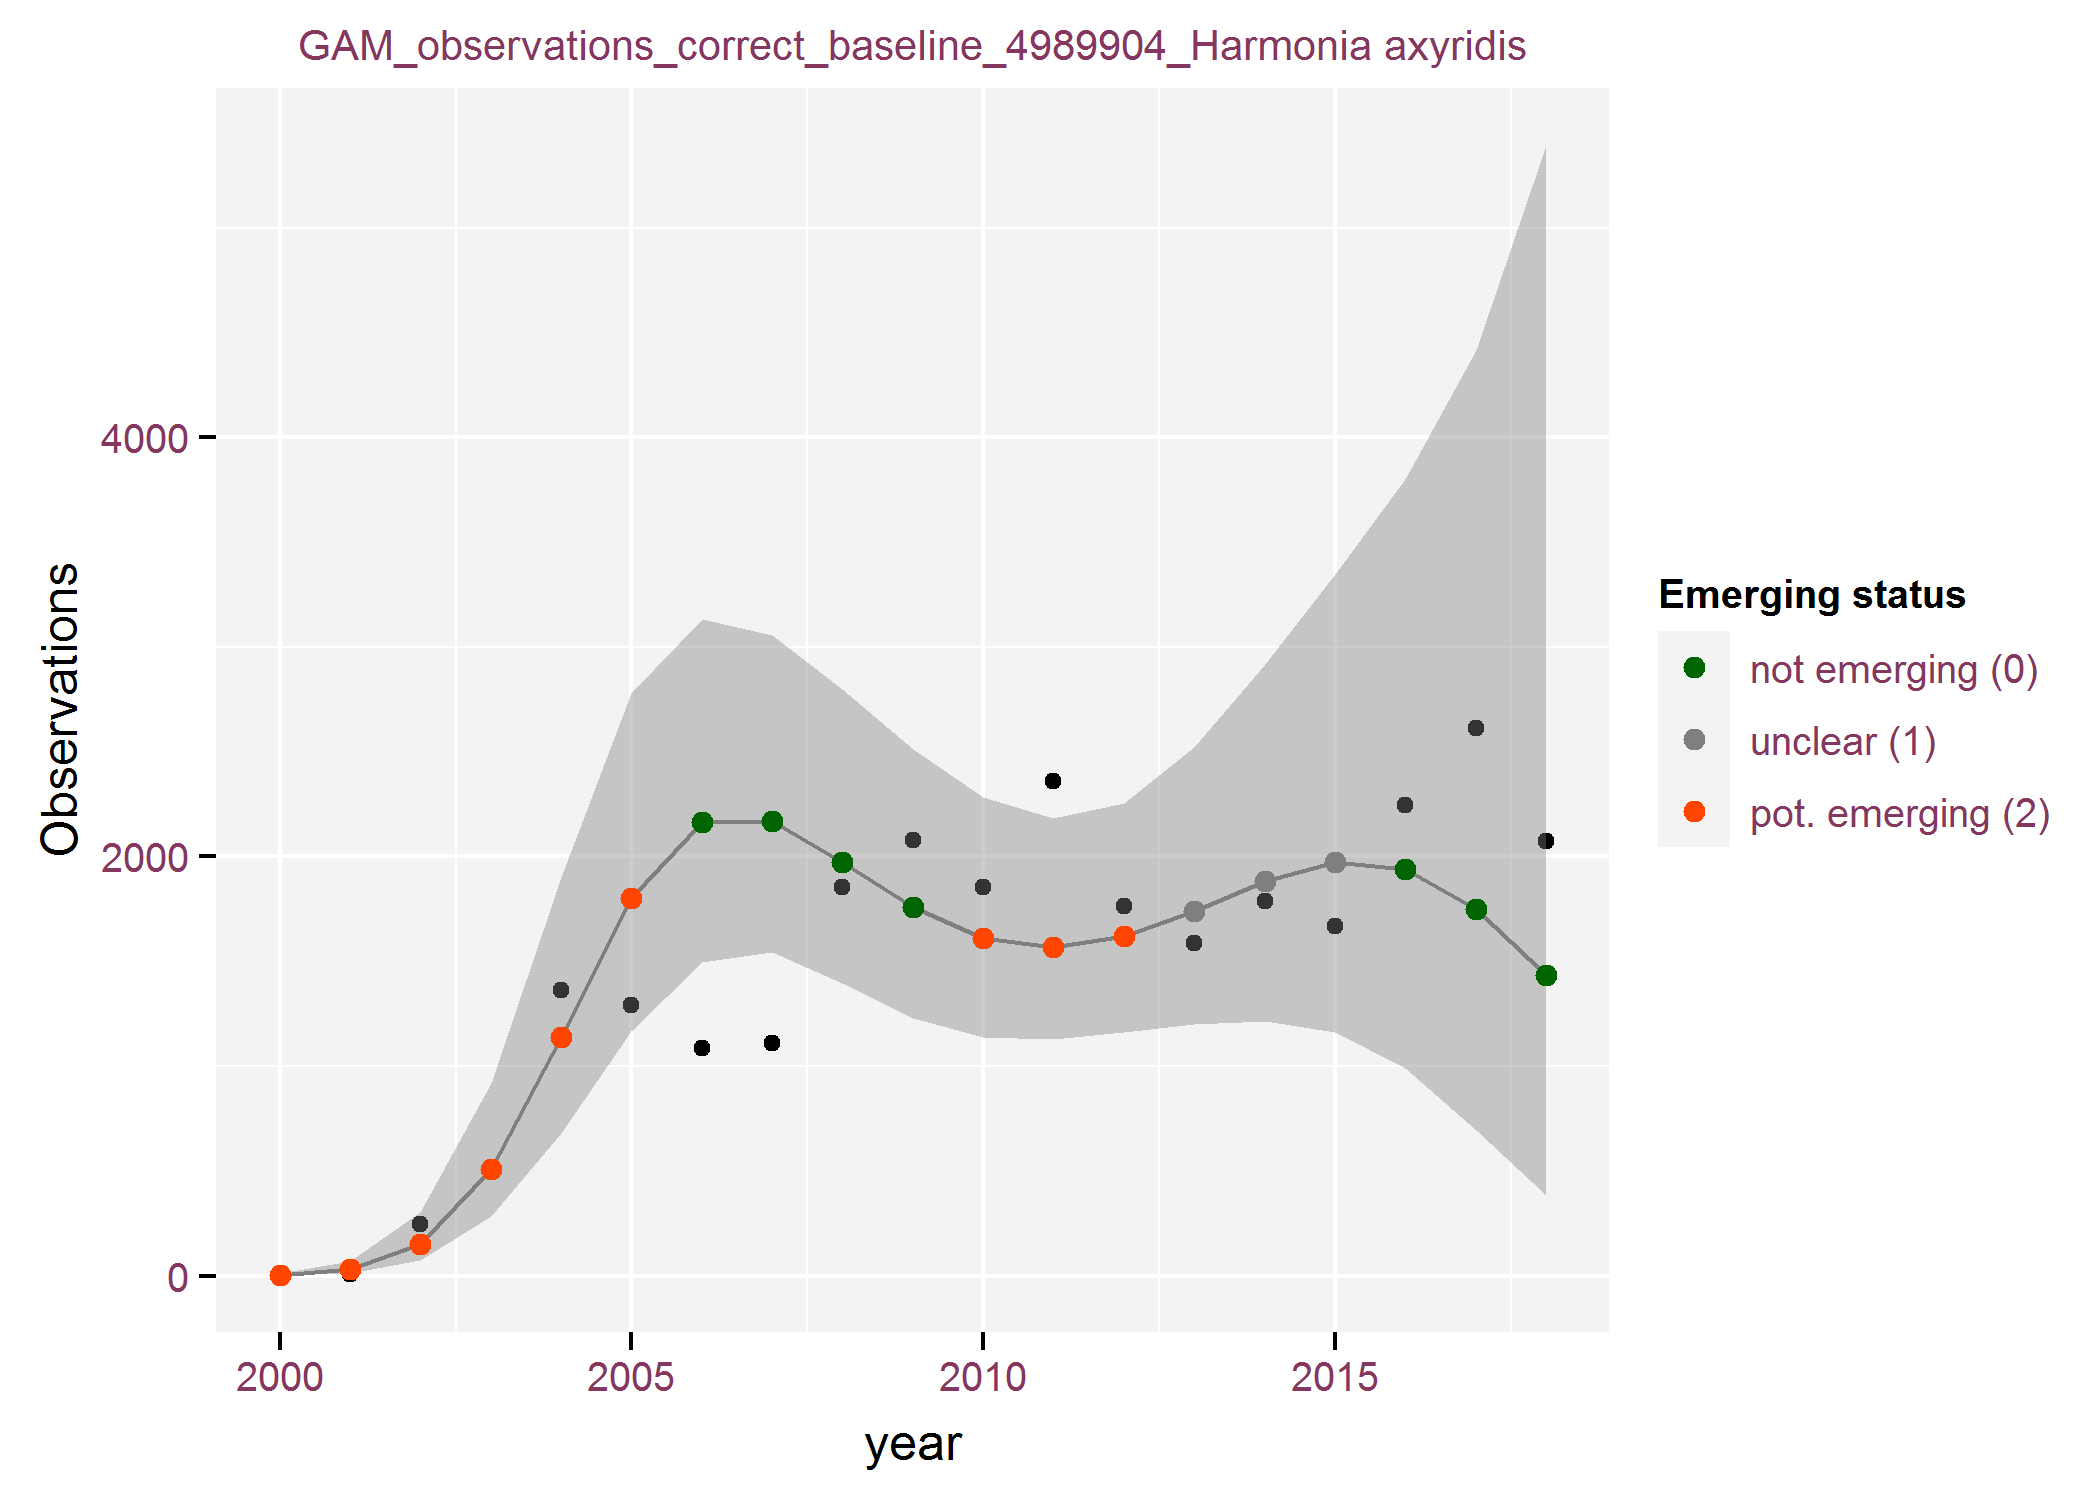 GAM_observations_correct_baseline_4989904_Harmonia axyridis
Observations
4000
2000
0
2000
2005
2010
2015
year
Emerging status
not emerging (0)
unclear (1)
pot. emerging (2)